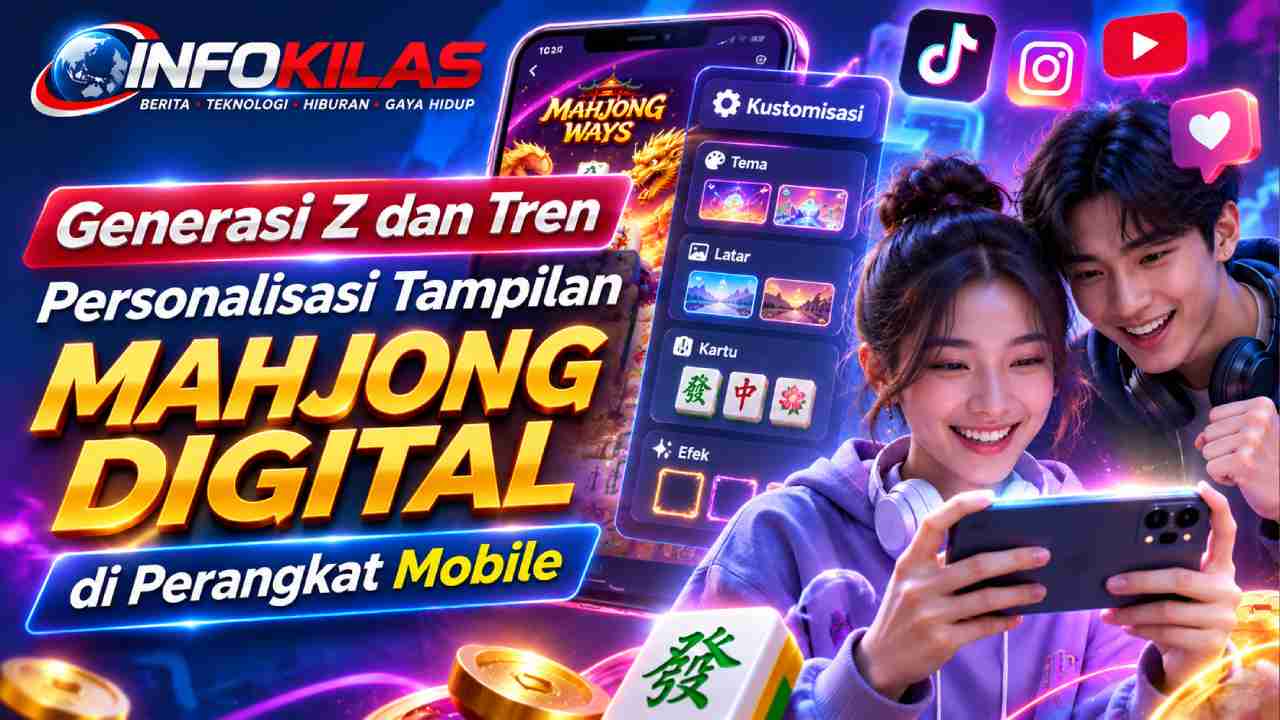 INFOKILAS
BERITA • TEKNOLOGI • HIBURAN • GAYA HIDUP
Generasi Z dan Tren
Personalisasi Tampilan
MAHJONG
DIGITAL
di Perangkat Mobile
MAHJONG
WAYS
Kustomisasi
Tema
Latar
Kartu
發 中
Efek
發